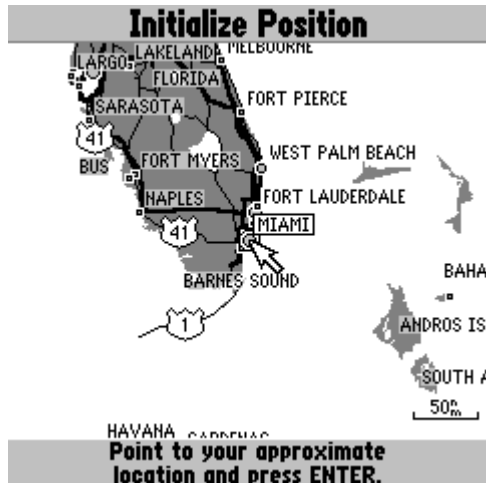 Initialize Position
MELBOURNE
LAKELAND
LARGO
FLORIDA
FORT PIERCE
SARASOTA
41
BUS
FORT MYERS
WEST PALM BEACH
NAPLES
FORT LAUDERDALE
MIAMI
41
BARNES SOUND
BAHA
1
ANDROS IS
SOUTH A
50
HAVANA CARDENAS
Point to your approximate
location and press ENTER.